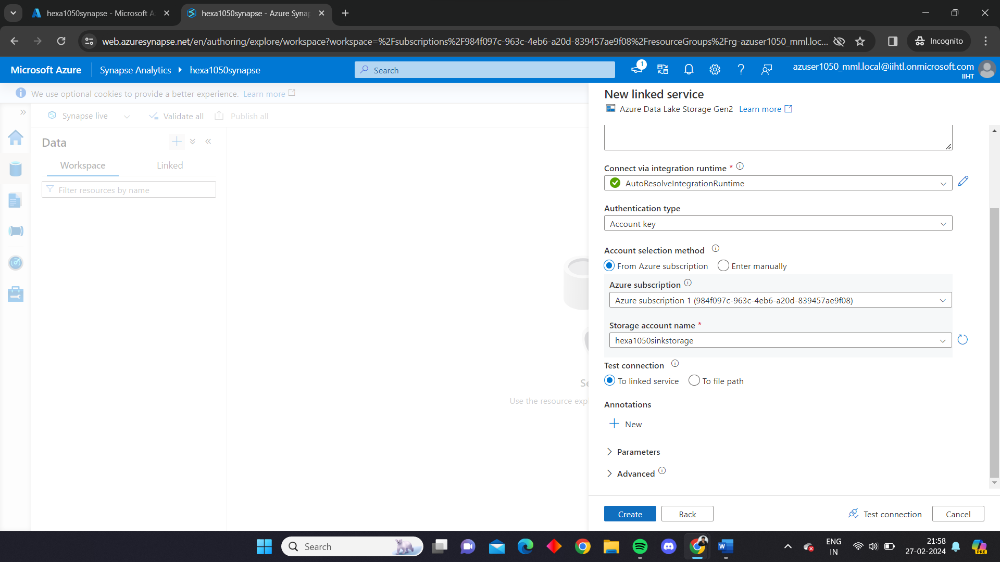 hexa1050synapse - Microsoft A
hexa1050synapse - Azure Synap
web.azuresynapse.net/en/authoring/explore/workspace?workspace=%2Fsubscriptions%2F984f097c-963c-4eb6-a20d-839457ae9f08%2FresourceGroups%2Frg-azuser1050_mml.loc...
Incognito
Microsoft Azure
Synapse Analytics
hexa1050synapse
Search
1
azuser1050_mml.local@iihtl.onmicrosoft.com
IIHT
We use optional cookies to provide a better experience. Learn more
Synapse live
Validate all
Publish all
Data
Workspace
Linked
Filter resources by name
Se
Use the resource exp
New linked service
Azure Data Lake Storage Gen2 Learn more
Connect via integration runtime *
AutoResolveIntegrationRuntime
Authentication type
Account key
Account selection method
From Azure subscription
Enter manually
Azure subscription
Azure subscription 1 (984f097c-963c-4eb6-a20d-839457ae9f08)
Storage account name *
hexa1050sinkstorage
Test connection
To linked service
To file path
Annotations
New
Parameters
Advanced
Create
Back
Test connection
Cancel
Search
ENG
IN
21:58
27-02-2024
PRE